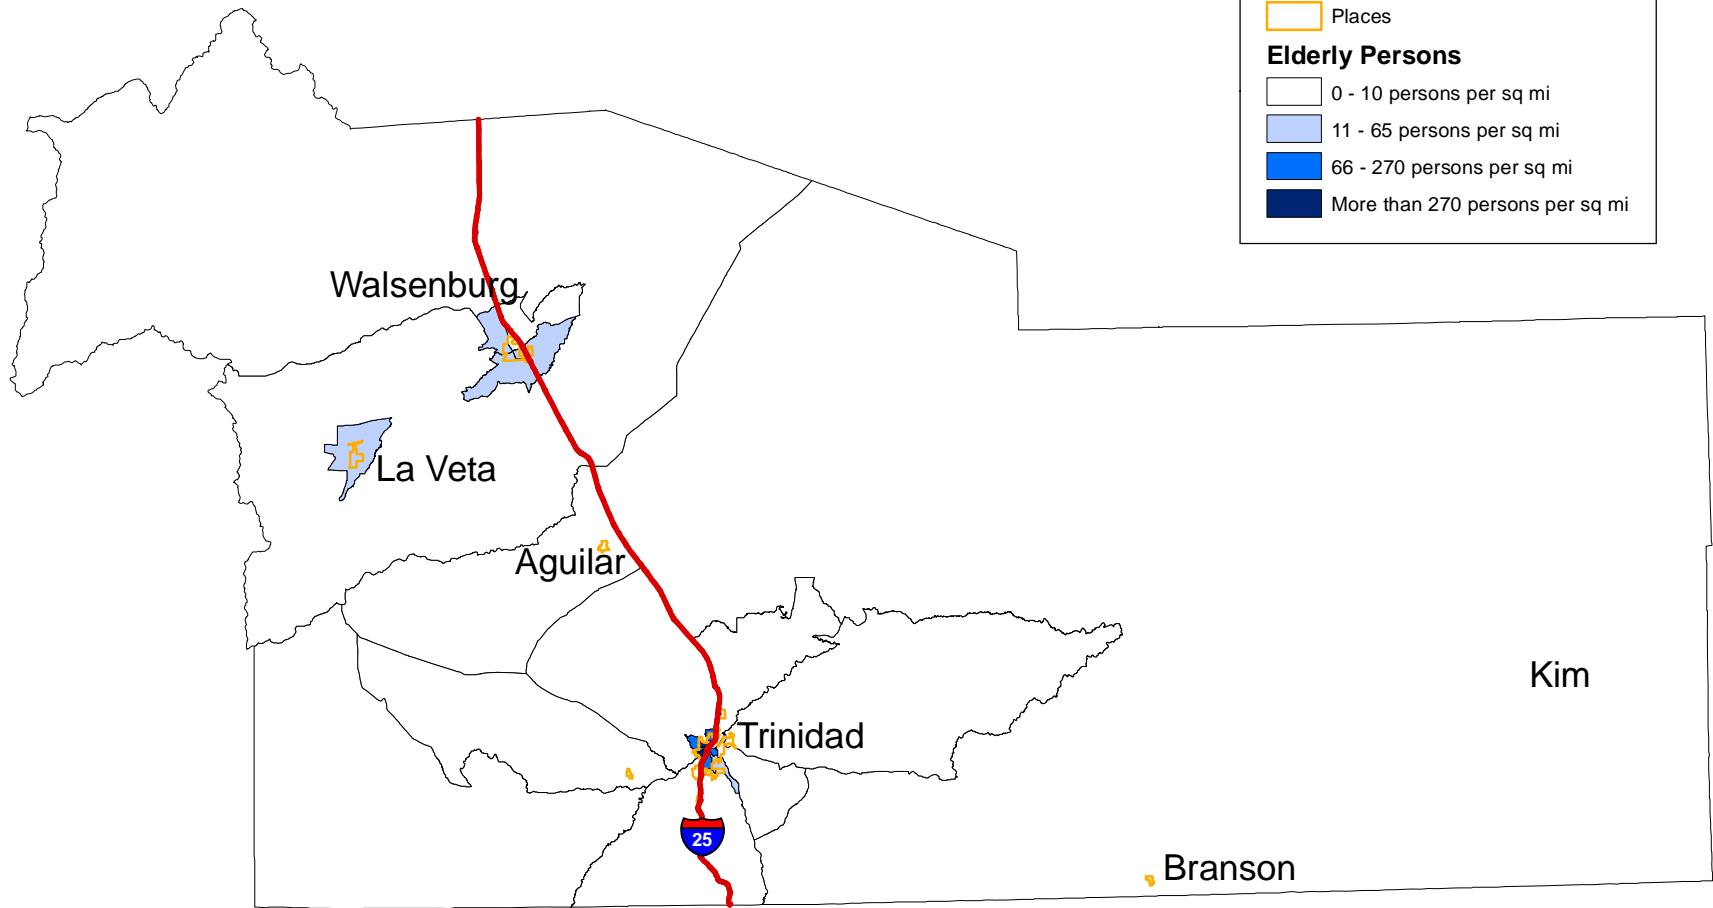 Places
Elderly Persons
0 - 10 persons per sq mi
11 - 65 persons per sq mi
66 - 270 persons per sq mi
More than 270 persons per sq mi
Walsenburg
La Veta
Aguilar
Kim
Trinidad
25
Branson